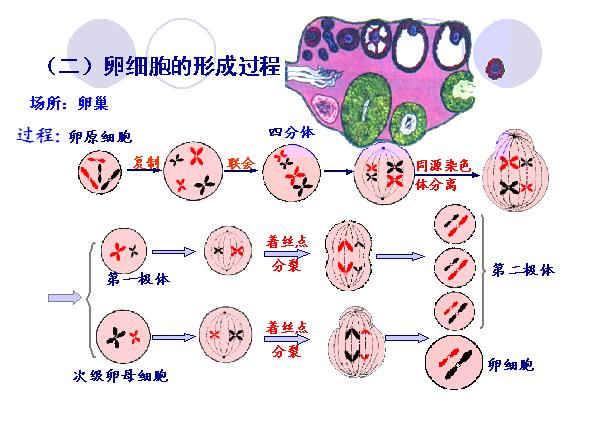 （二）卵细胞的形成过程
场所：卵巢
过程：
卵原细胞
复制
联会
四分体
同源染色
体分离
第一极体
着丝点
分裂
第二极体
次级卵母细胞
着丝点
分裂
卵细胞